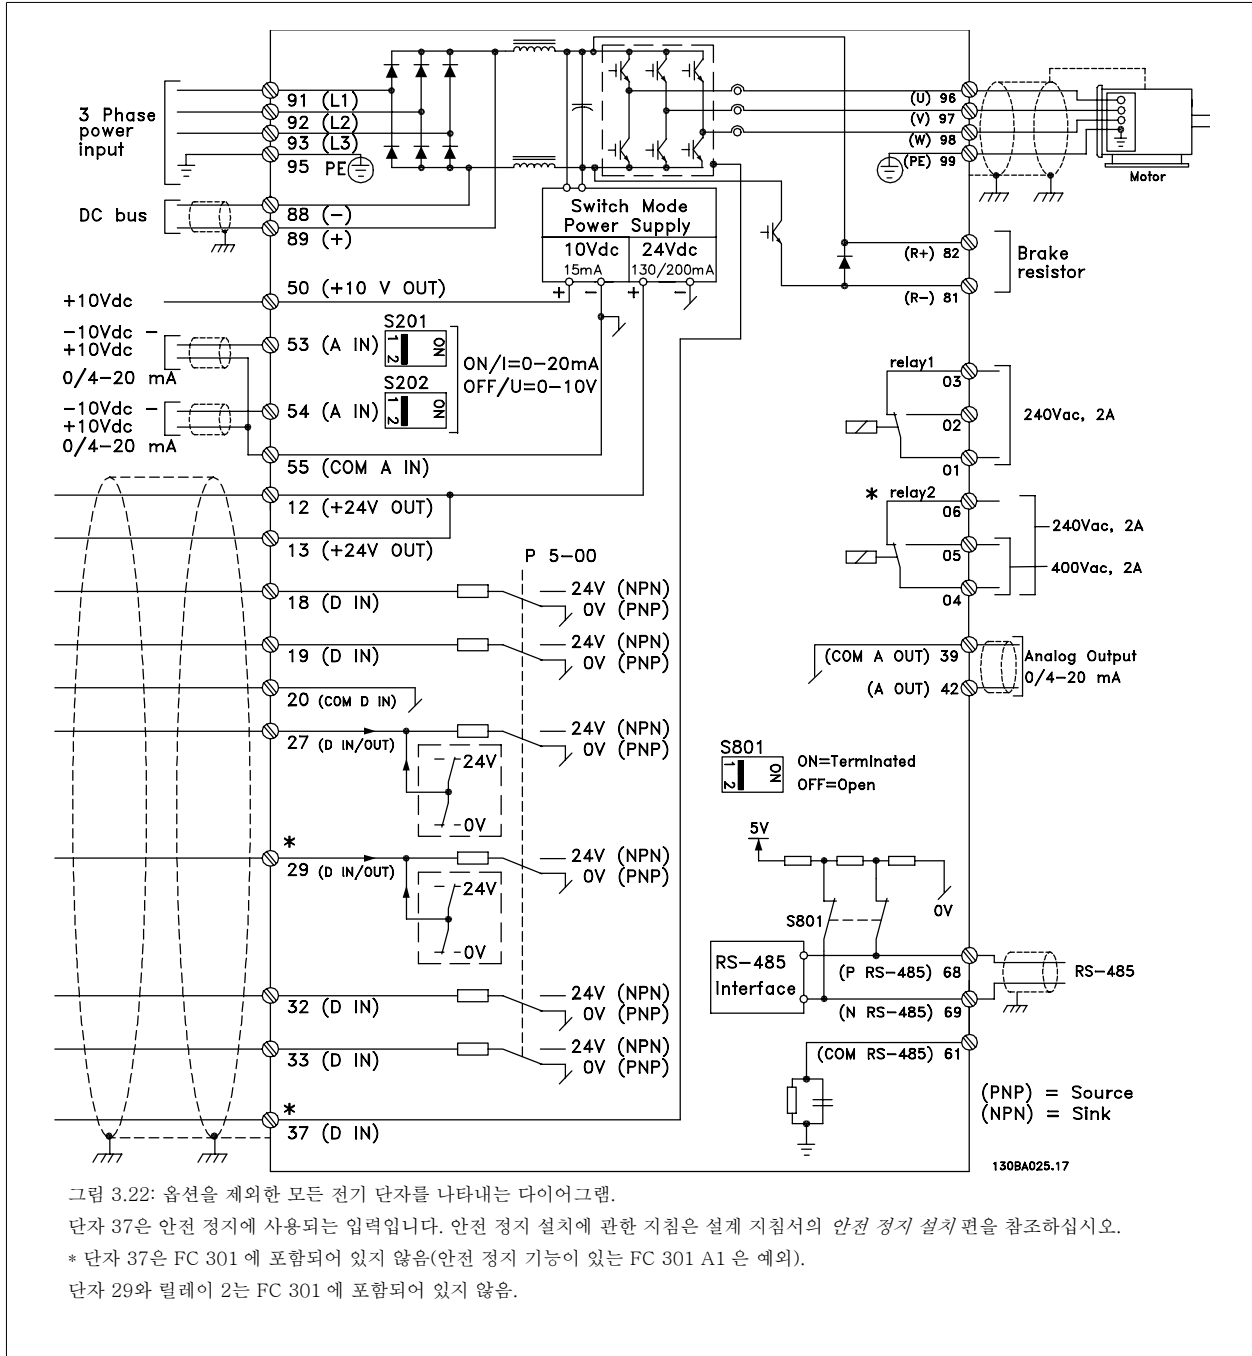 3 Phase
power
input
91 (L1)
92 (L2)
93 (L3)
95 PE
DC bus
88 (−)
89 (+)
Switch Mode
Power Supply
10Vdc
15mA
24Vdc
130/200mA
+ − + −
(U) 96
(V) 97
(W) 98
(PE) 99
Motor
(R+) 82
(R−) 81
Brake
resistor
+10Vdc
50 (+10 V OUT)
−10Vdc −
+10Vdc
0/4−20 mA
53 (A IN)
S201
1 2
ON
ON/I=0−20mA
OFF/U=0−10V
−10Vdc −
+10Vdc
0/4−20 mA
54 (A IN)
S202
1 2
ON
55 (COM A IN)
12 (+24V OUT)
13 (+24V OUT)
P 5−00
18 (D IN)
24V (NPN)
0V (PNP)
19 (D IN)
24V (NPN)
0V (PNP)
20 (COM D IN)
27 (D IN/OUT)
24V (NPN)
0V (PNP)
24V
0V
*
29 (D IN/OUT)
24V (NPN)
0V (PNP)
24V
0V
32 (D IN)
24V (NPN)
0V (PNP)
33 (D IN)
24V (NPN)
0V (PNP)
*
37 (D IN)
relay1
03
02
01
240Vac, 2A
* relay2
06
05
04
240Vac, 2A
400Vac, 2A
(COM A OUT) 39
(A OUT) 42
Analog Output
0/4−20 mA
S801
1 2
ON
ON=Terminated
OFF=Open
5V
S801
0V
RS−485
Interface
(P RS−485) 68
(N RS−485) 69
RS−485
(COM RS−485) 61
(PNP) = Source
(NPN) = Sink
130BA025.17
그림 3.22: 옵션을 제외한 모든 전기 단자를 나타내는 다이어그램.
단자 37은 안전 정지에 사용되는 입력입니다. 안전 정지 설치에 관한 지침은 설계 지침서의 안전 정지 설치 편을 참조하십시오.
* 단자 37은 FC 301 에 포함되어 있지 않음(안전 정지 기능이 있는 FC 301 A1 은 예외).
단자 29와 릴레이 2는 FC 301 에 포함되어 있지 않음.